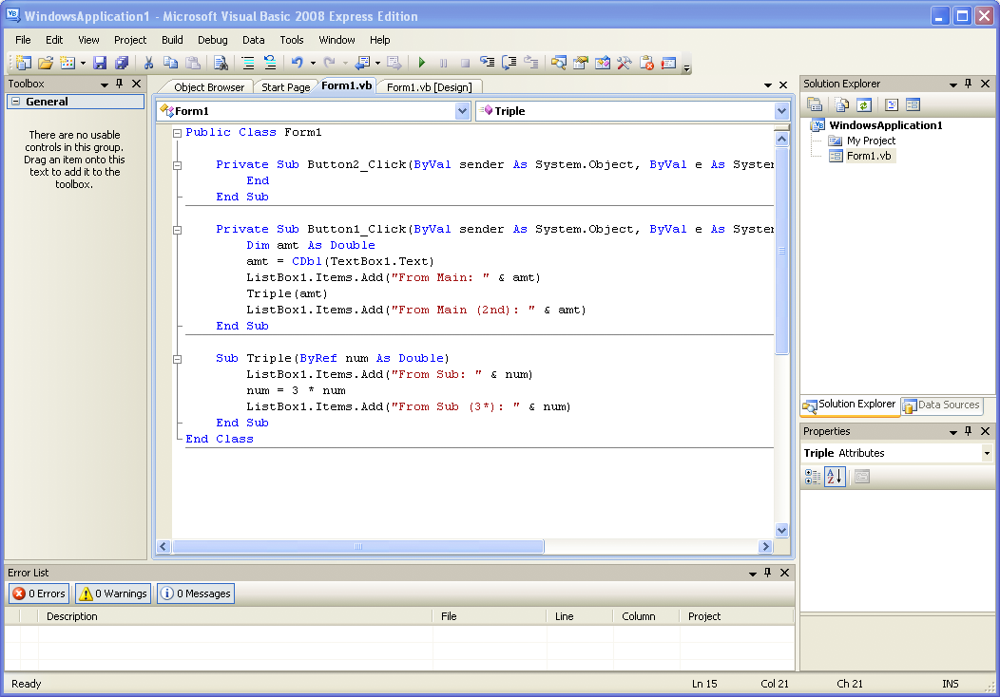 WindowsApplication1 - Microsoft Visual Basic 2008 Express Edition
File Edit View Project Build Debug Data Tools Window Help
Toolbox
General
There are no usable
controls in this group.
Drag an item onto this
text to add it to the
toolbox.
Object Browser Start Page Form1.vb Form1.vb [Design]
Form1 Triple
Public Class Form1
Private Sub Button2_Click(ByVal sender As System.Object, ByVal e As System
End
End Sub
Private Sub Button1_Click(ByVal sender As System.Object, ByVal e As System
Dim amt As Double
amt = CDbl(TextBox1.Text)
ListBox1.Items.Add("From Main: " & amt)
Triple(amt)
ListBox1.Items.Add("From Main (2nd): " & amt)
End Sub
Sub Triple(ByRef num As Double)
ListBox1.Items.Add("From Sub: " & num)
num = 3 * num
ListBox1.Items.Add("From Sub (3*): " & num)
End Sub
End Class
Solution Explorer
WindowsApplication1
My Project
Form1.vb
Solution Explorer Data Sources
Properties
Triple Attributes
Error List
0 Errors 0 Warnings 0 Messages
Description File Line Column Project
Ready Ln 15 Col 21 Ch 21 INS